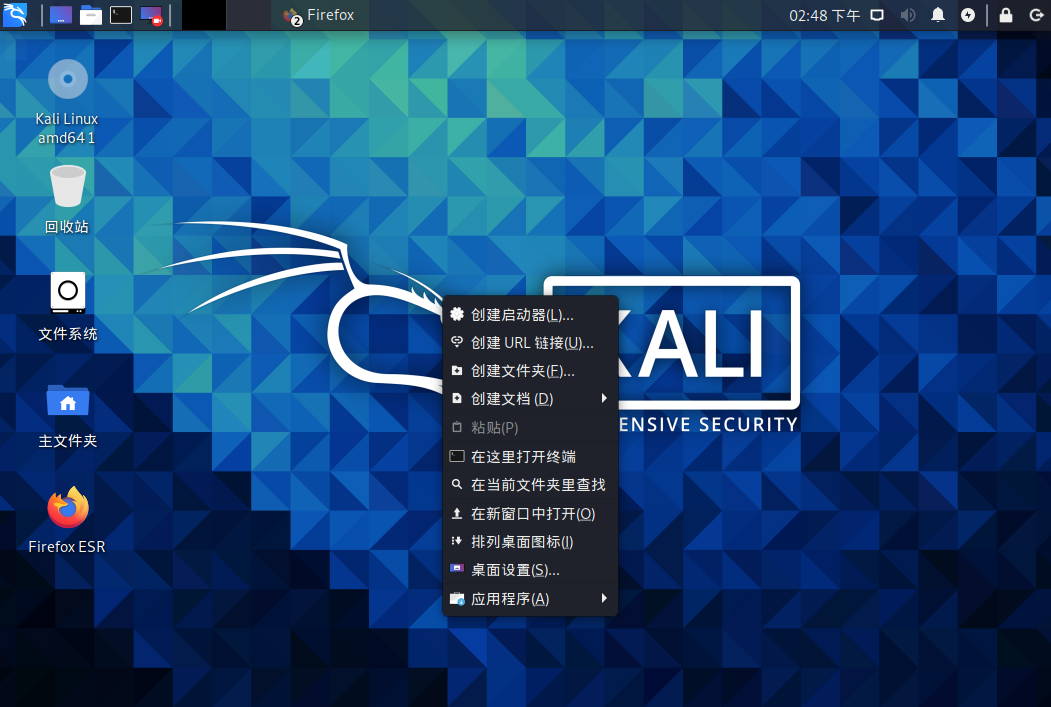 2 Firefox
02:48 下午
Kali Linux
amd64 1
回收站
文件系统
主文件夹
Firefox ESR
创建启动器(L)...
创建 URL 链接(U)...
创建文件夹(F)...
创建文档 (D)
粘贴(P)
在这里打开终端
在当前文件夹里查找
在新窗口中打开(O)
排列桌面图标(I)
桌面设置(S)...
应用程序(A)
KALI
ENSIVE SECURITY